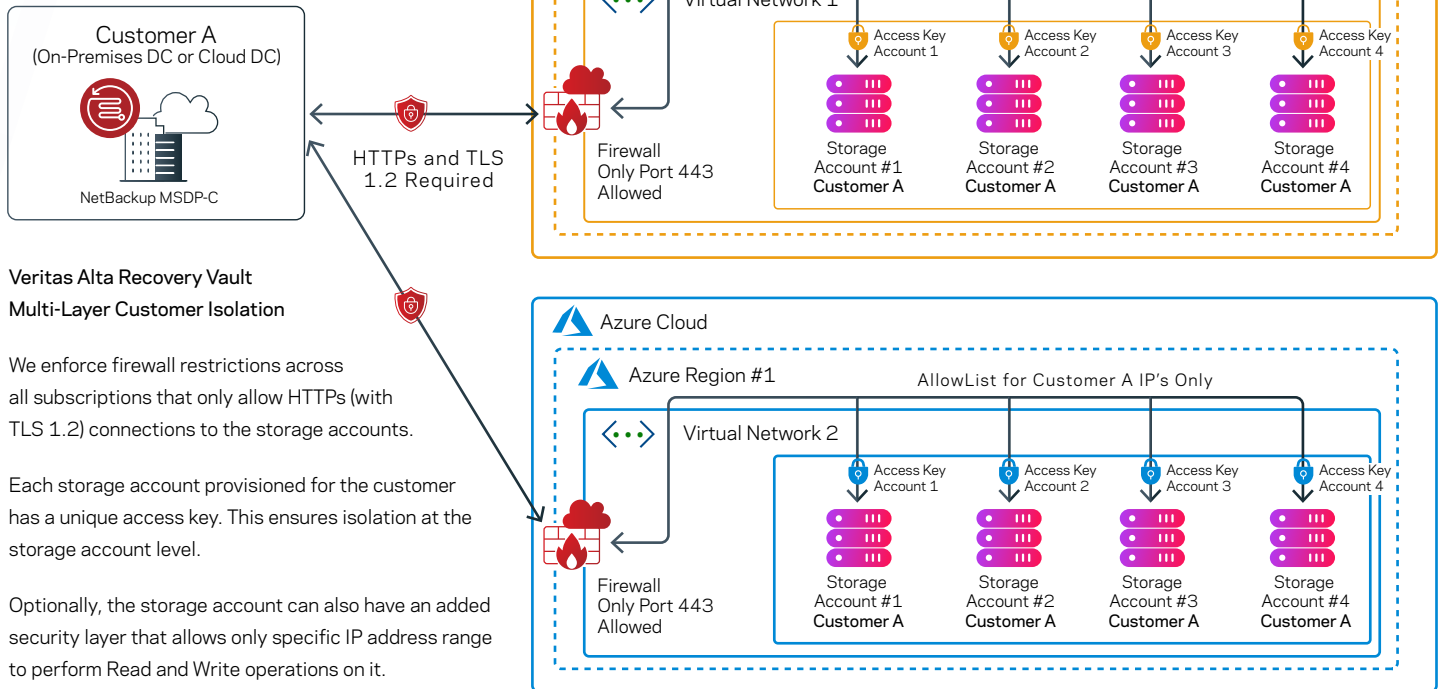 Virtual Network 1
Customer A
(On-Premises DC or Cloud DC)
NetBackup MSDP-C
HTTPs and TLS
1.2 Required
Firewall
Only Port 443
Allowed
Access Key
Account 1
Access Key
Account 2
Access Key
Account 3
Access Key
Account 4
Storage
Account #1
Customer A
Storage
Account #2
Customer A
Storage
Account #3
Customer A
Storage
Account #4
Customer A
Veritas Alta Recovery Vault
Multi-Layer Customer Isolation
We enforce firewall restrictions across
all subscriptions that only allow HTTPs (with
TLS 1.2) connections to the storage accounts.
Each storage account provisioned for the customer
has a unique access key. This ensures isolation at the
storage account level.
Optionally, the storage account can also have an added
security layer that allows only specific IP address range
to perform Read and Write operations on it.
Azure Cloud
Azure Region #1
AllowList for Customer A IP's Only
Virtual Network 2
Firewall
Only Port 443
Allowed
Access Key
Account 1
Access Key
Account 2
Access Key
Account 3
Access Key
Account 4
Storage
Account #1
Customer A
Storage
Account #2
Customer A
Storage
Account #3
Customer A
Storage
Account #4
Customer A